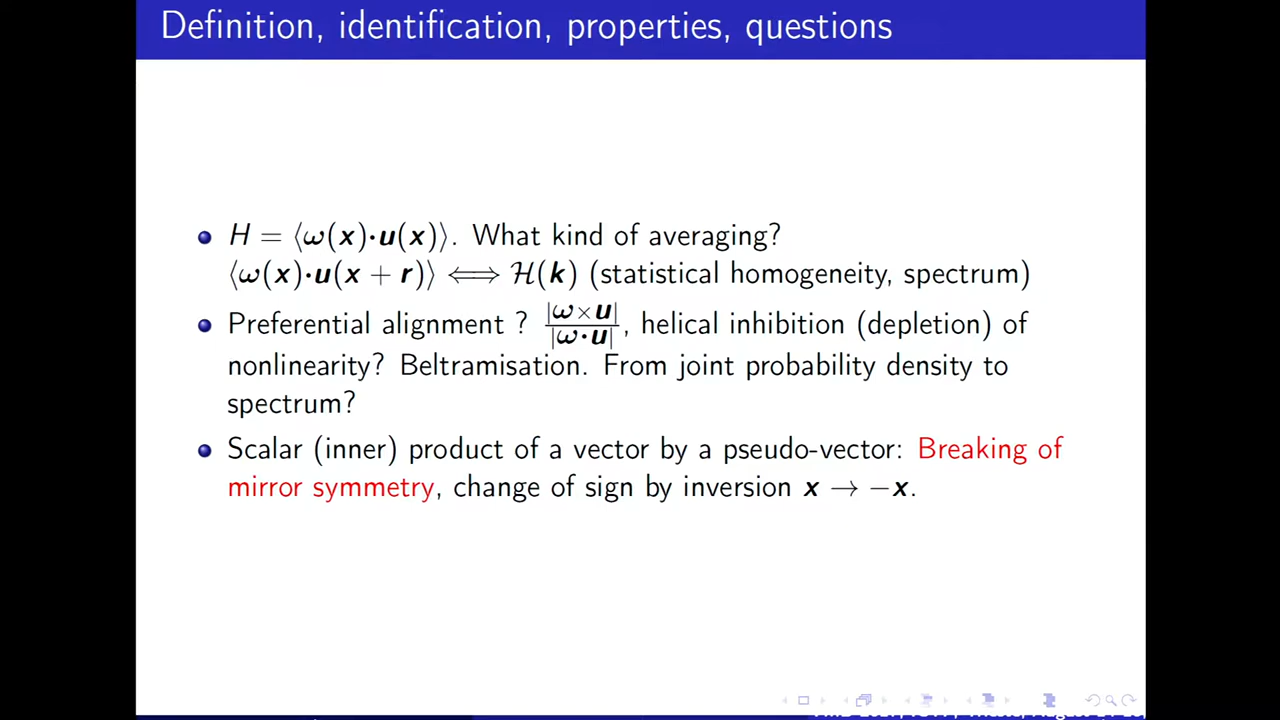 Definition, identification, properties, questions
H = ⟨ω(x)·u(x)⟩. What kind of averaging?
⟨ω(x)·u(x + r)⟩ ⟺ ℋ(k) (statistical homogeneity, spectrum)
Preferential alignment ? |ω×u| / |ω·u|, helical inhibition (depletion) of
nonlinearity? Beltramisation. From joint probability density to
spectrum?
Scalar (inner) product of a vector by a pseudo-vector: Breaking of
mirror symmetry, change of sign by inversion x → −x.